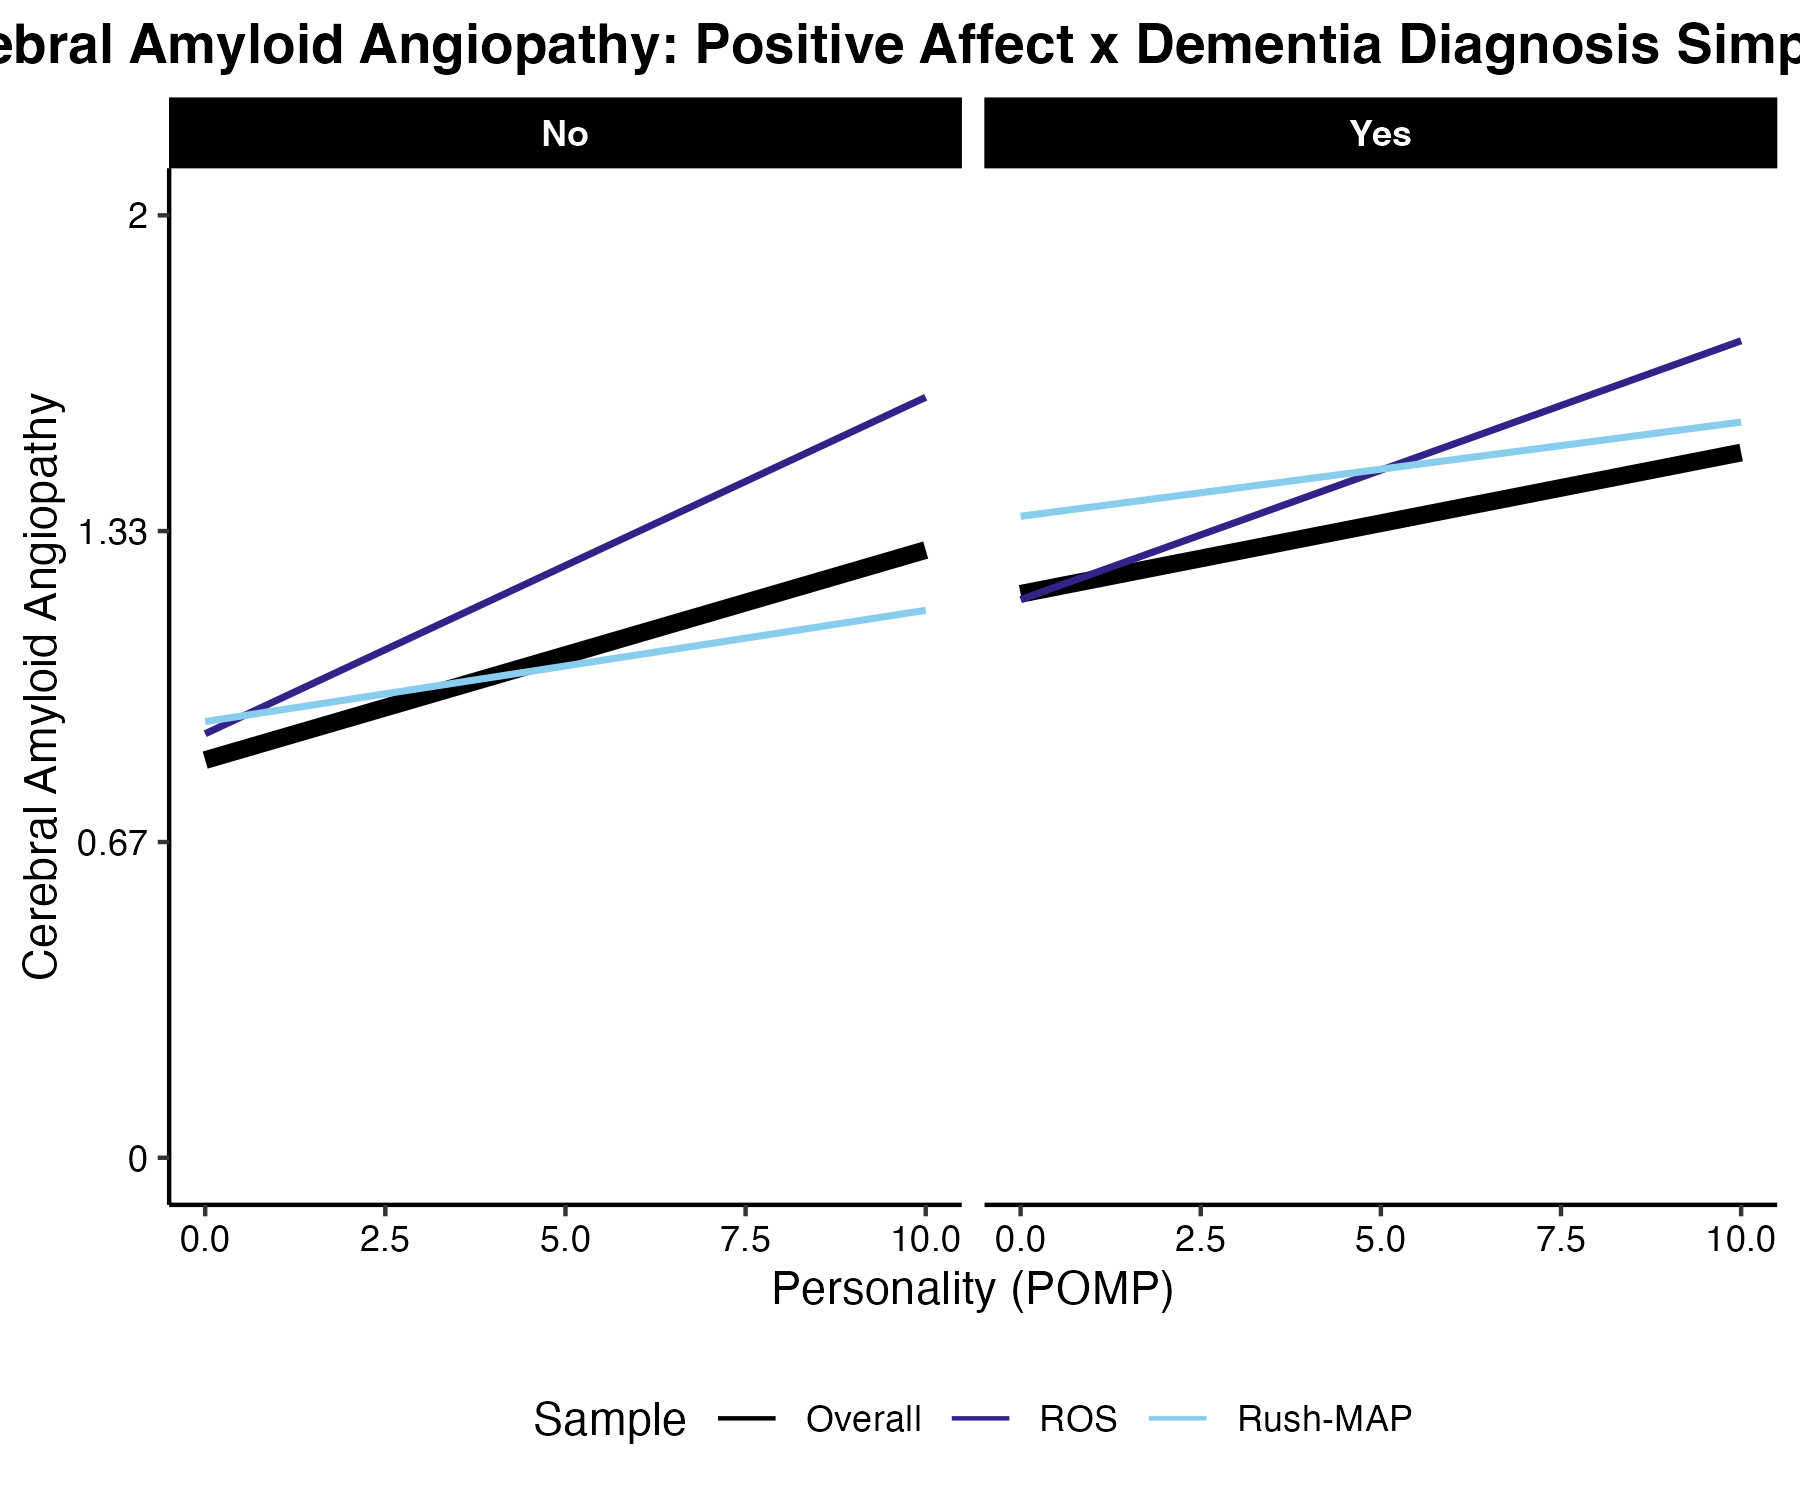 ebral Amyloid Angiopathy: Positive Affect x Dementia Diagnosis Simp
No
Yes
Cerebral Amyloid Angiopathy
2
1.33
0.67
0
0.0 2.5 5.0 7.5 10.0 0.0 2.5 5.0 7.5 10.0
Personality (POMP)
Sample Overall ROS Rush-MAP